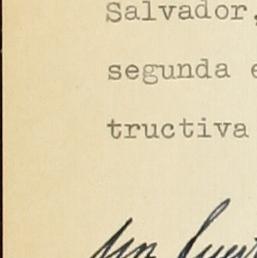 Salvador,
segunda e
tructiva